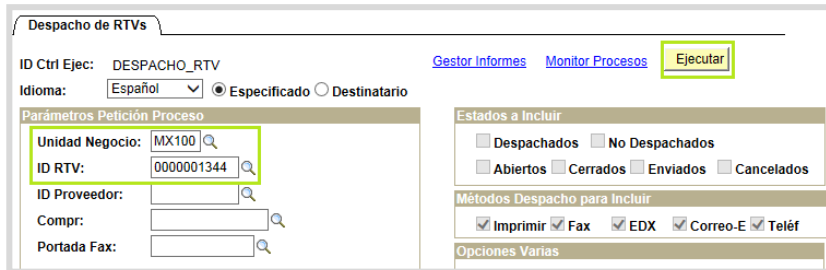 Despacho de RTVs
ID Ctrl Ejec: DESPACHO_RTV Gestor Informes Monitor Procesos Ejecutar
Idioma: Español Especificado Destinatario
Parámetros Petición Proceso Estados a Incluir
Unidad Negocio: MX100 Despachados No Despachados
ID RTV: 0000001344 Abiertos Cerrados Enviados Cancelados
ID Proveedor: Métodos Despacho para Incluir
Compr: Imprimir Fax EDX Correo-E Teléf
Portada Fax: Opciones Varias